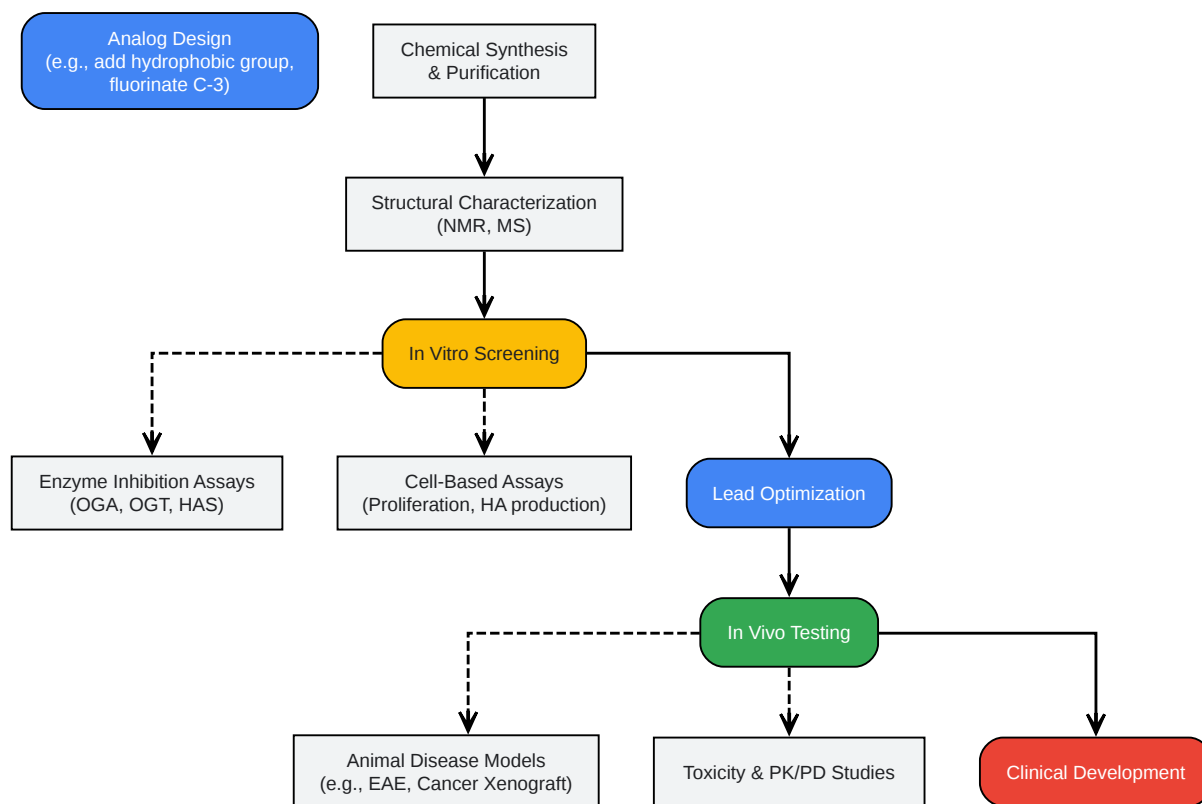 Analog Design
(e.g., add hydrophobic group,
fluorinate C-3)
Chemical Synthesis
& Purification
Structural Characterization
(NMR, MS)
In Vitro Screening
Enzyme Inhibition Assays
(OGA, OGT, HAS)
Cell-Based Assays
(Proliferation, HA production)
Lead Optimization
In Vivo Testing
Animal Disease Models
(e.g., EAE, Cancer Xenograft)
Toxicity & PK/PD Studies
Clinical Development